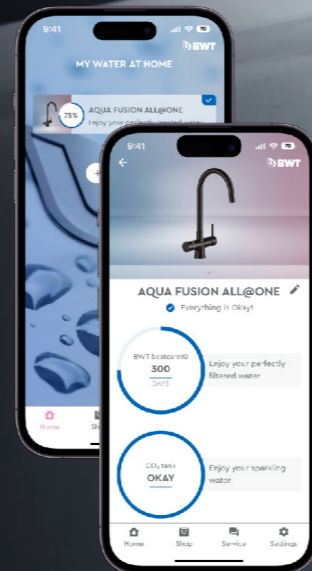 9:41
70
BWT
MY WATER AT HOME
75%
AQUA FUSION ALL@ONE
Enjoy your perfectly treated water
Home
9:41
70
BWT
AQUA FUSION ALL@ONE
Everything is Okay!
BWT bestcare10
300
DAYS
Enjoy your perfectly
filtered water
CO₂ tank
OKAY
Enjoy your sparkling
water
Home
Shop
Service
Settings